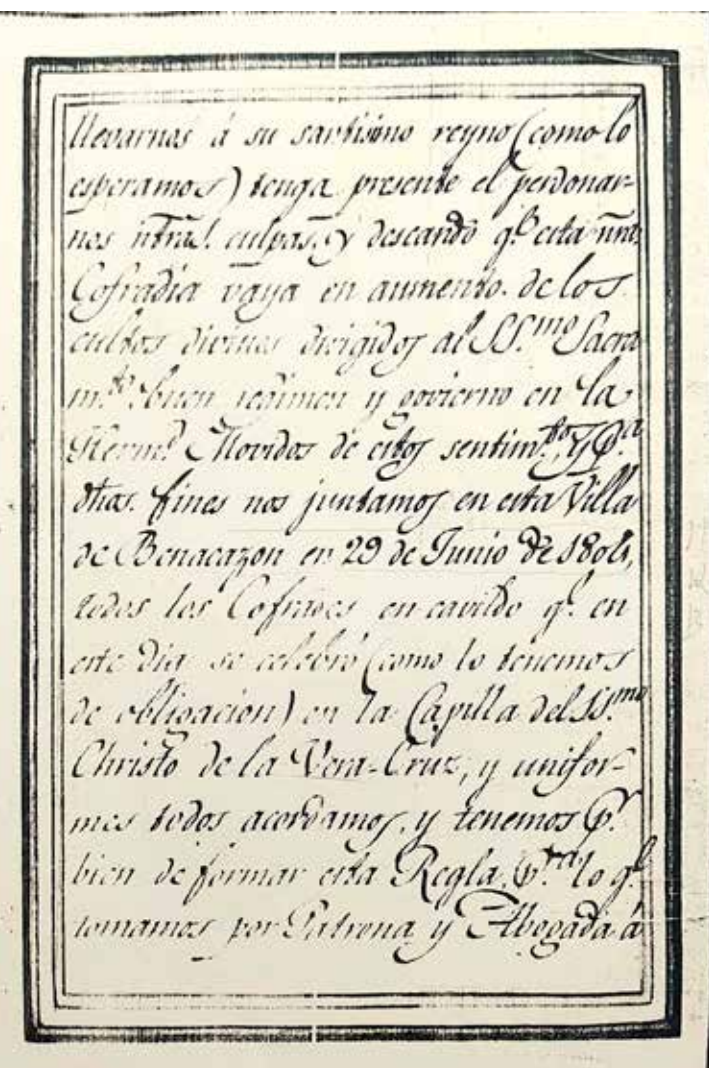 llevarnos á su santisimo reyno (como lo
esperamos) tenga presente el perdonar-
nos ntras. culpas. y deseando q.e esta nra.
Cofradia vaya en aumento. de los
cultos divinos dirigidos al SS.mo Sacra
m.to buen regimen y govierno en la
Herm.d Movidos de estos sentim.tos, y p.a
otros. fines nos juntamos en esta Villa
de Benacazon en 29 de Junio de 180
todos los Cofrades en cavildo q.e en
este dia se celebró (como lo tenemos
de obligacion) en la Capilla del SS.mo
Christo de la Vera-Cruz, y unifor-
mes todos acordamos, y tenemos p.r
bien de formar esta Regla, p.ra lo q.e
tomamos por Patrona y Abogada á